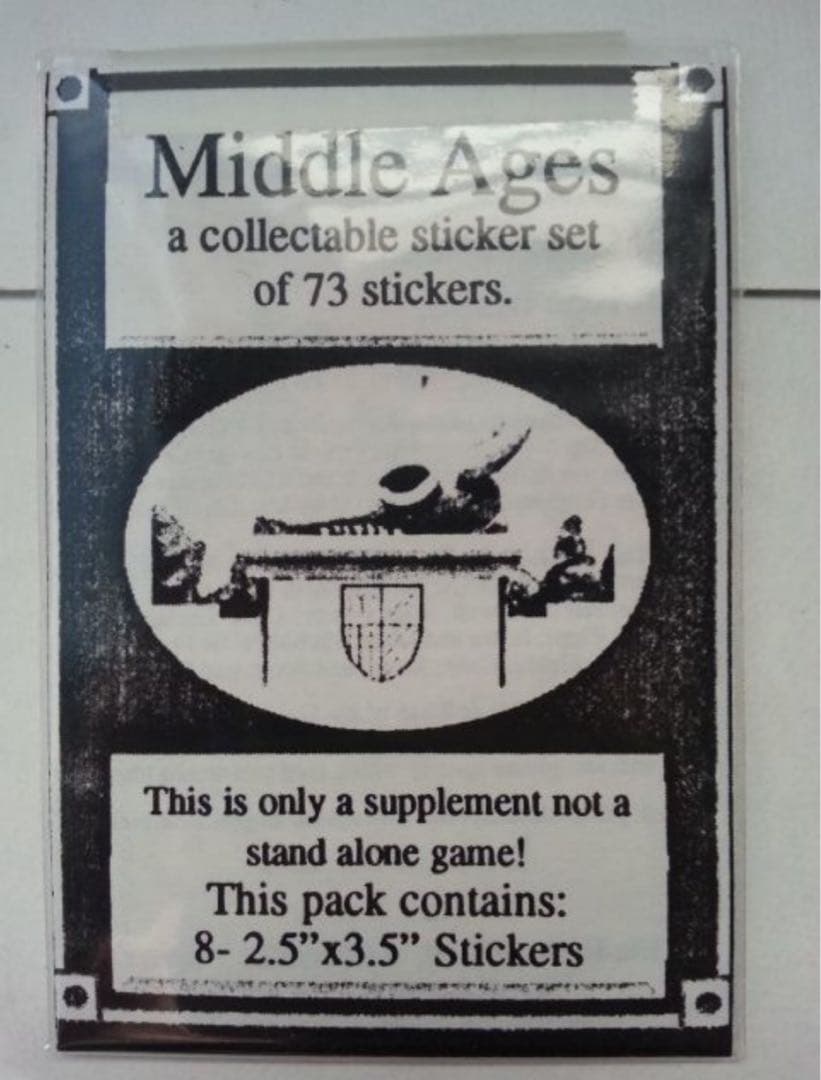 Middle Ages
a collectable sticker set
of 73 stickers.
This is only a supplement not a
stand alone game!
This pack contains:
8- 2.5”x3.5” Stickers